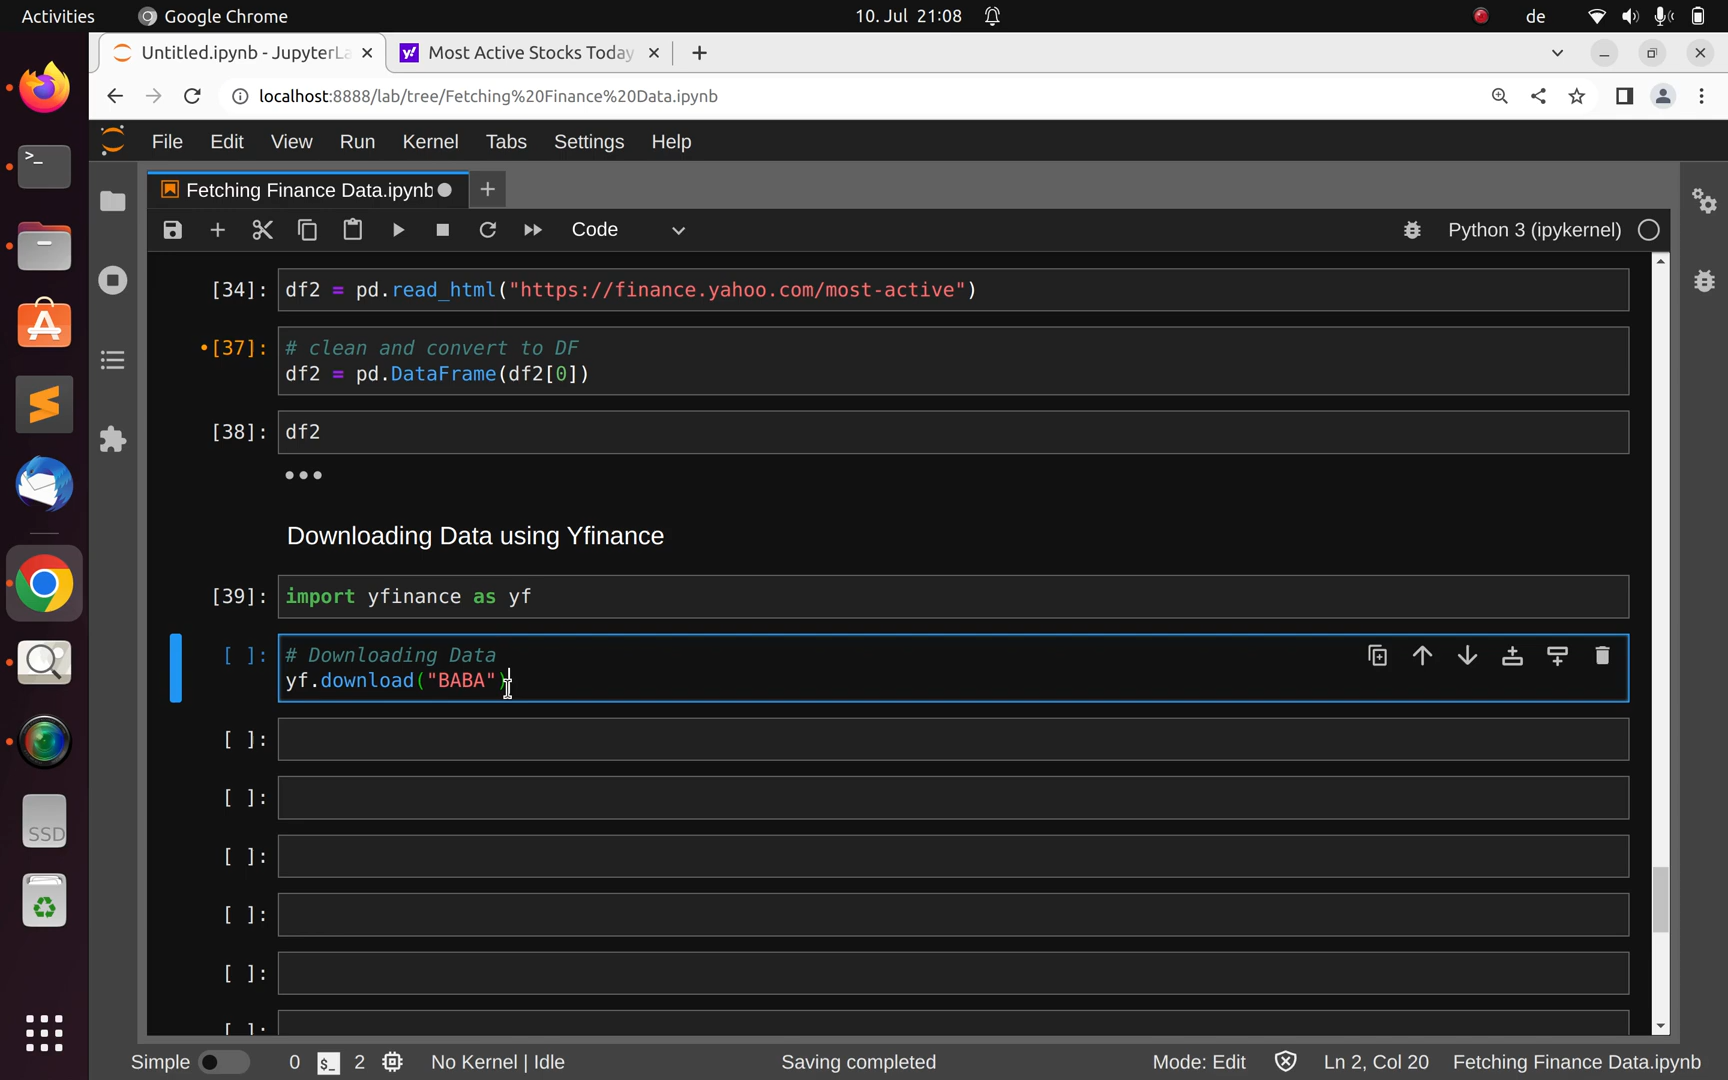 Activities
Google Chrome
10. Jul 21:08
de
Untitled.ipynb - JupyterLa
Most Active Stocks Today
localhost:8888/lab/tree/Fetching%20Finance%20Data.ipynb
File Edit View Run Kernel Tabs Settings Help
Fetching Finance Data.ipynb
Code
Python 3 (ipykernel)
[34]: df2 = pd.read_html("https://finance.yahoo.com/most-active")
[37]: # clean and convert to DF
df2 = pd.DataFrame(df2[0])
[38]: df2
Downloading Data using Yfinance
[39]: import yfinance as yf
[ ]: # Downloading Data
yf.download("BABA")
[ ]:
[ ]:
[ ]:
[ ]:
[ ]:
[ ]:
SSD
Simple 0 $_ 2 No Kernel | Idle Saving completed Mode: Edit Ln 2, Col 20 Fetching Finance Data.ipynb